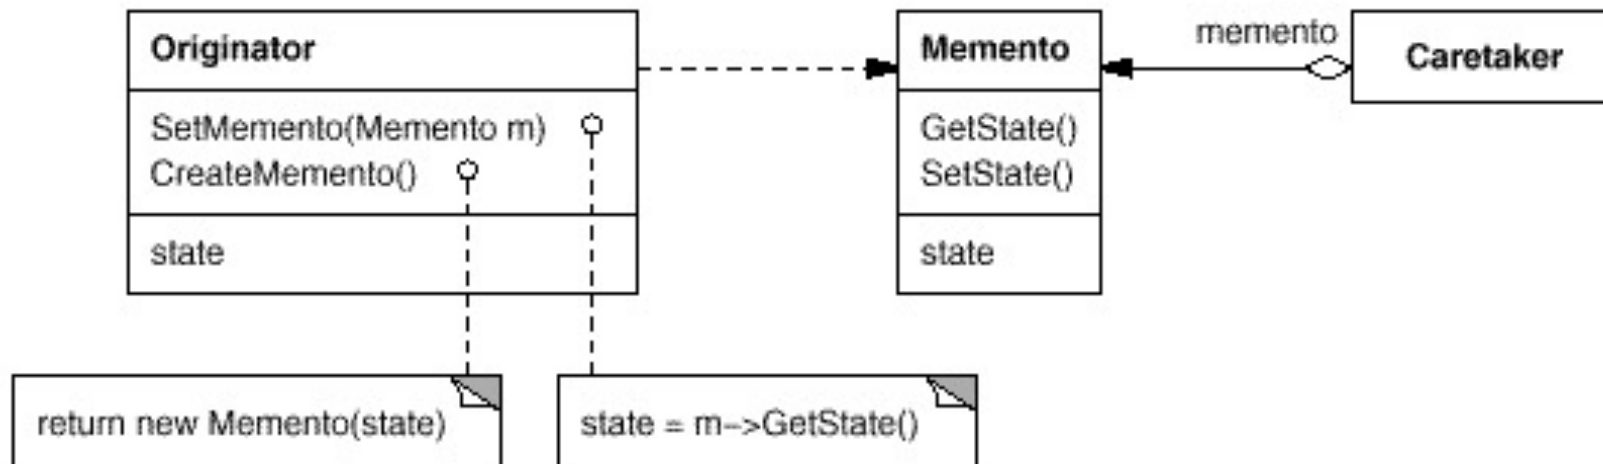 Originator
SetMemento(Memento m)
CreateMemento()
state
Memento
GetState()
SetState()
state
memento
Caretaker
return new Memento(state)
state = m->GetState()